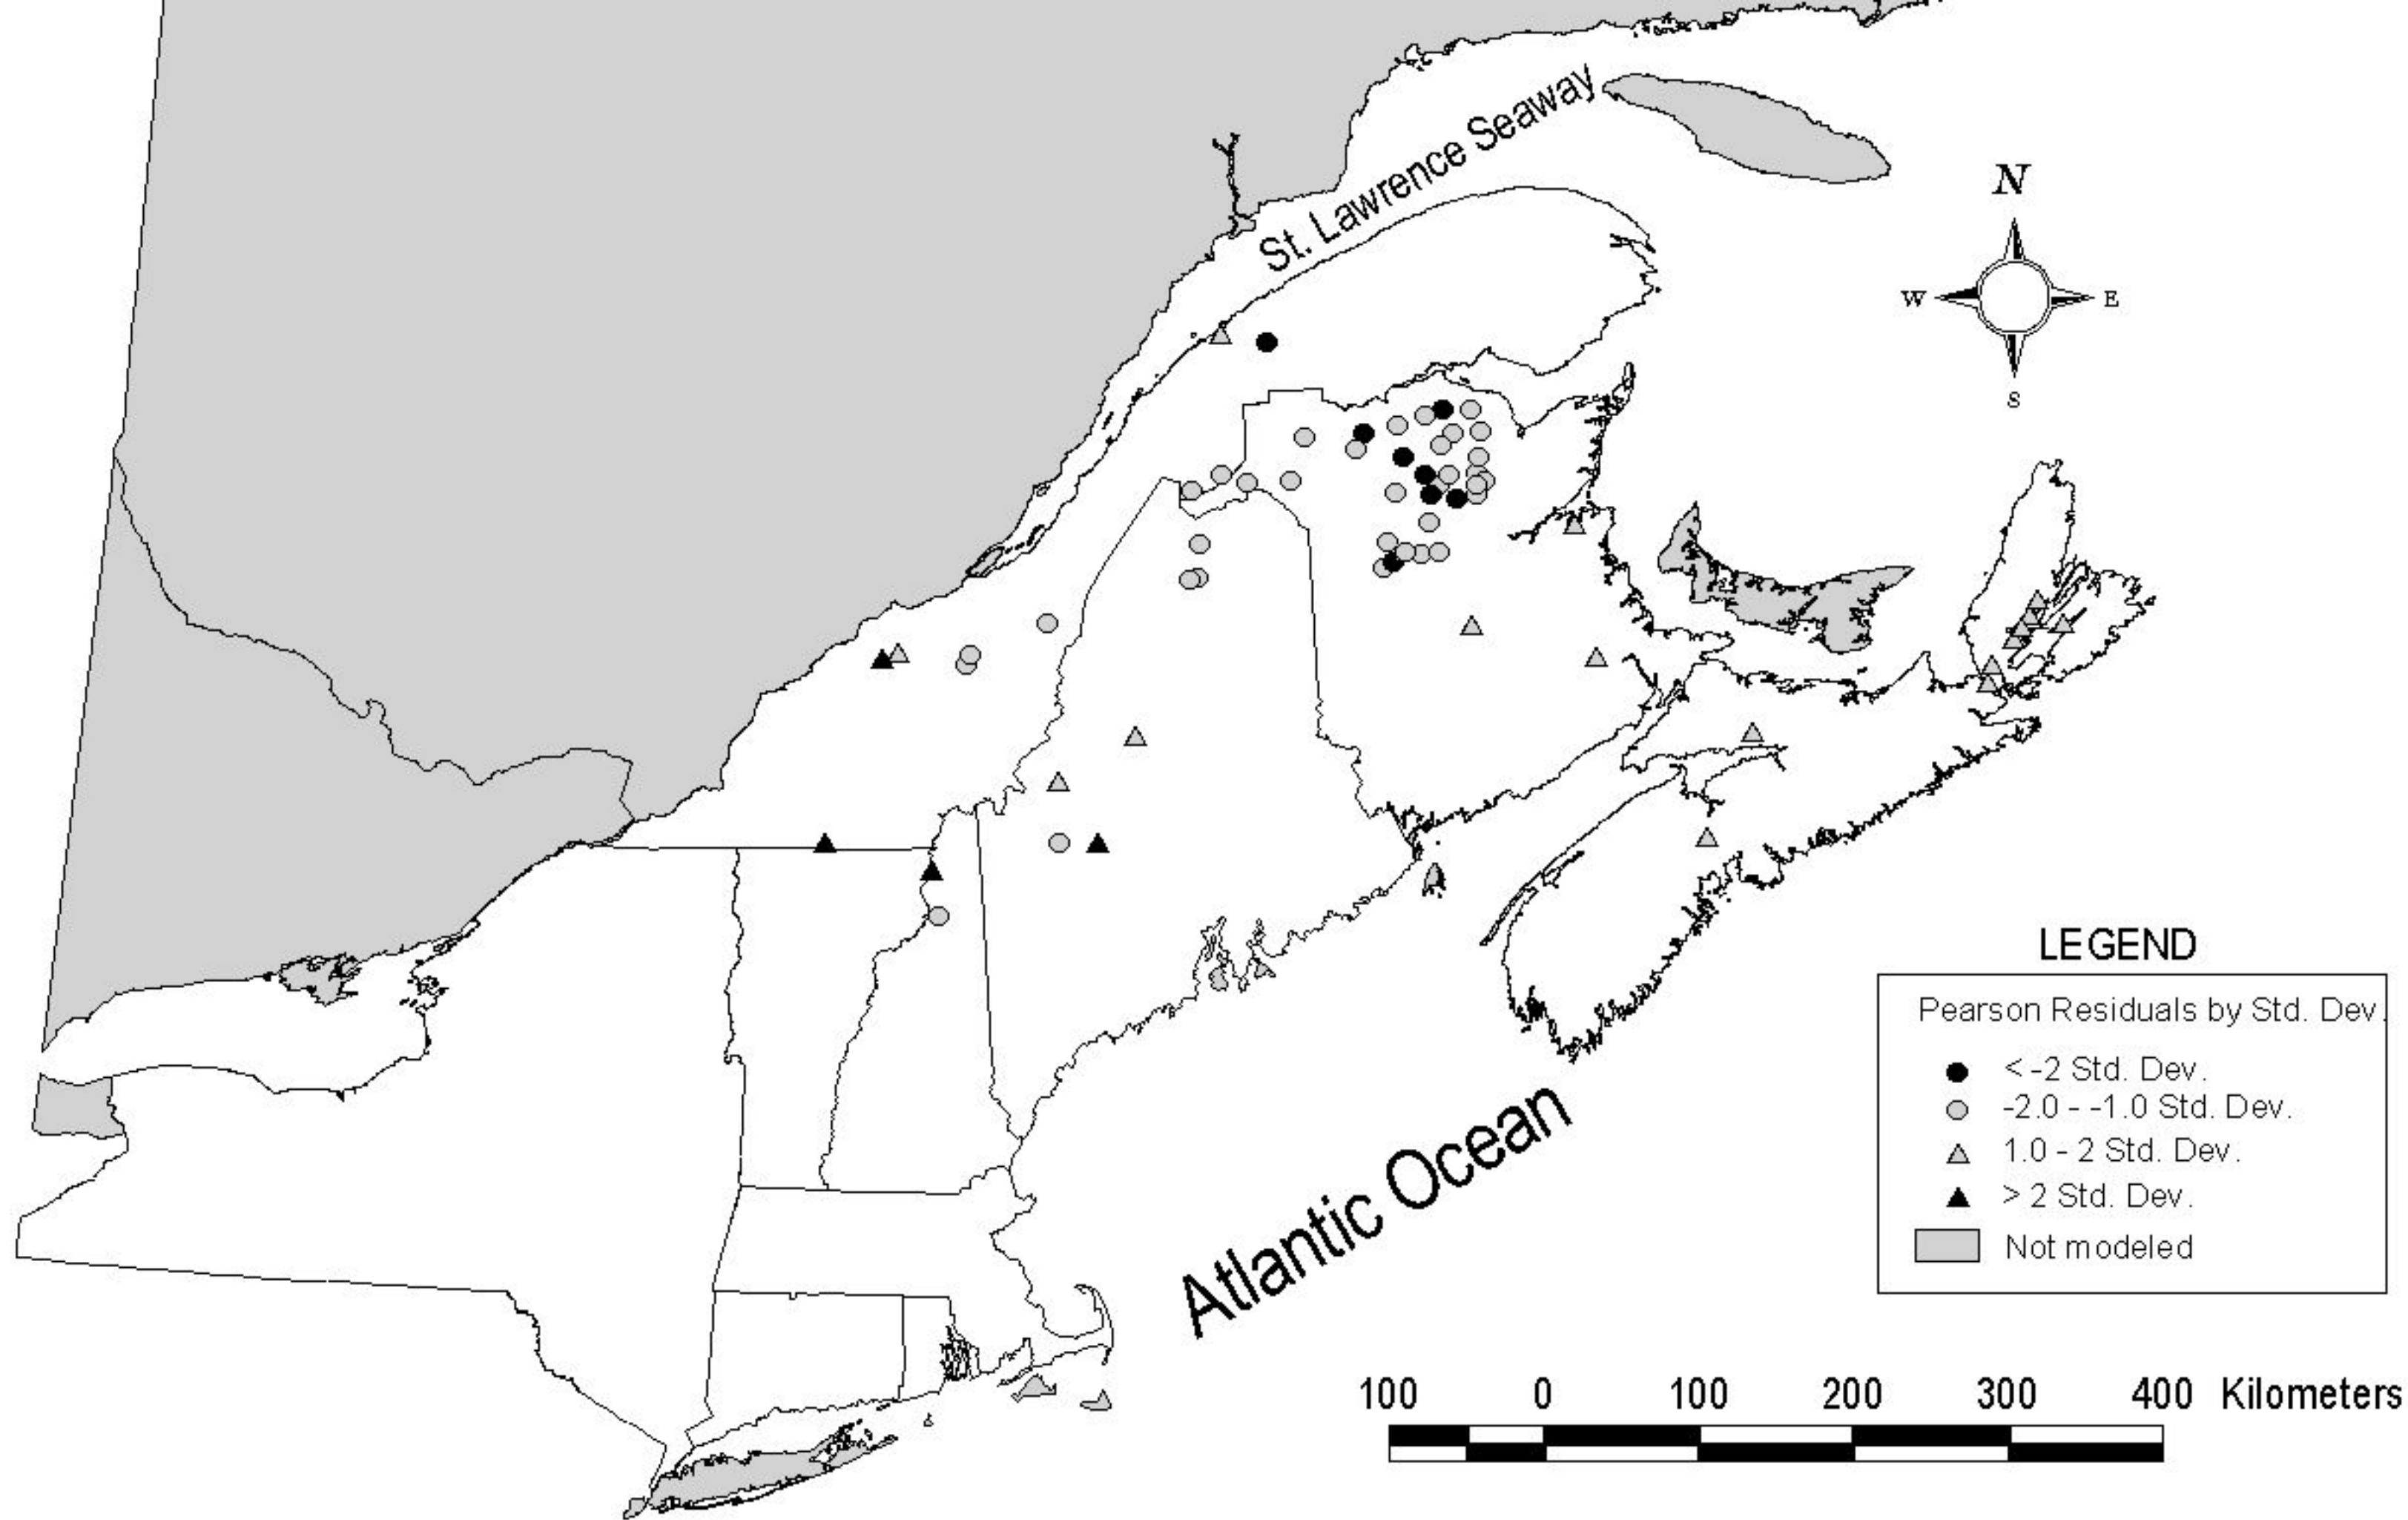 St. Lawrence Seaway
N
W
E
S
LEGEND
Pearson Residuals by Std. Dev.
< -2 Std. Dev.
-2.0 - -1.0 Std. Dev.
1.0 - 2 Std. Dev.
> 2 Std. Dev.
Not modeled
Atlantic Ocean
100 0 100 200 300 400 Kilometers